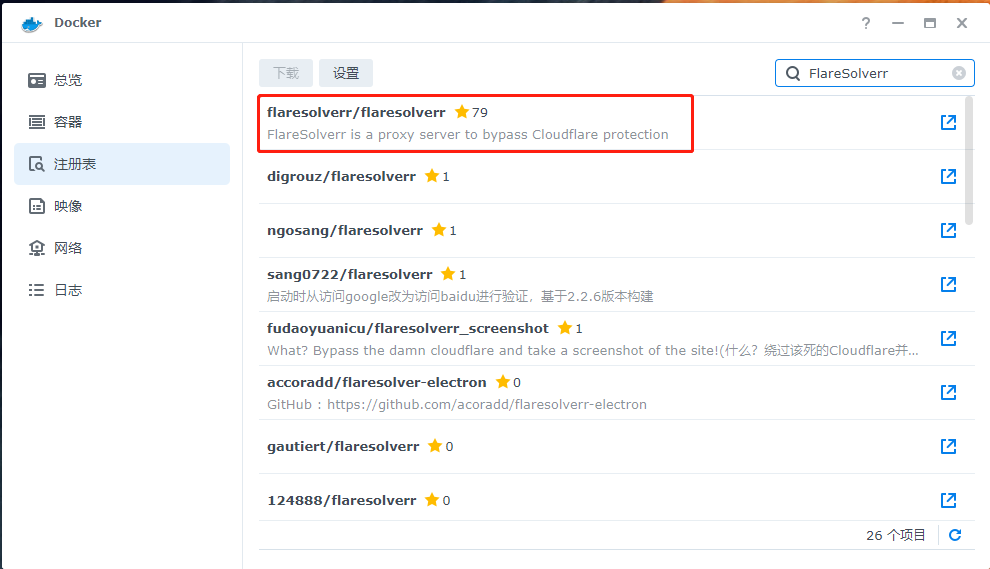 Docker
?
总览
容器
注册表
映像
网络
日志
下载
设置
FlareSolverr
flaresolverr/flaresolverr 79
FlareSolverr is a proxy server to bypass Cloudflare protection
digrouz/flaresolverr 1
ngosang/flaresolverr 1
sang0722/flaresolverr 1
启动时从访问google改为访问baidu进行验证，基于2.2.6版本构建
fudaoyuanicu/flaresolverr_screenshot 1
What? Bypass the damn cloudflare and take a screenshot of the site!(什么？绕过该死的Cloudflare并...
accoradd/flaresolver-electron 0
GitHub : https://github.com/acoradd/flaresolverr-electron
gautiert/flaresolverr 0
124888/flaresolverr 0
26 个项目